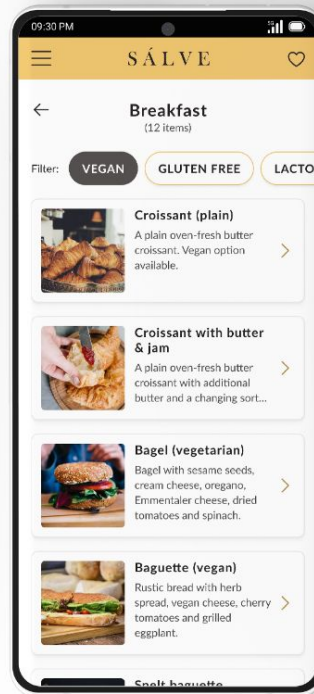 09:30 PM
5G
SÁLVE
Breakfast
(12 items)
Filter: VEGAN GLUTEN FREE LACTO
Croissant (plain)
A plain oven-fresh butter
croissant. Vegan option
available.
Croissant with butter
& jam
A plain oven-fresh butter
croissant with additional
butter and a changing sort...
Bagel (vegetarian)
Bagel with sesame seeds,
cream cheese, oregano,
Emmentaler cheese, dried
tomatoes and spinach.
Baguette (vegan)
Rustic bread with herb
spread, vegan cheese, cherry
tomatoes and grilled
eggplant.
Spelt baguette